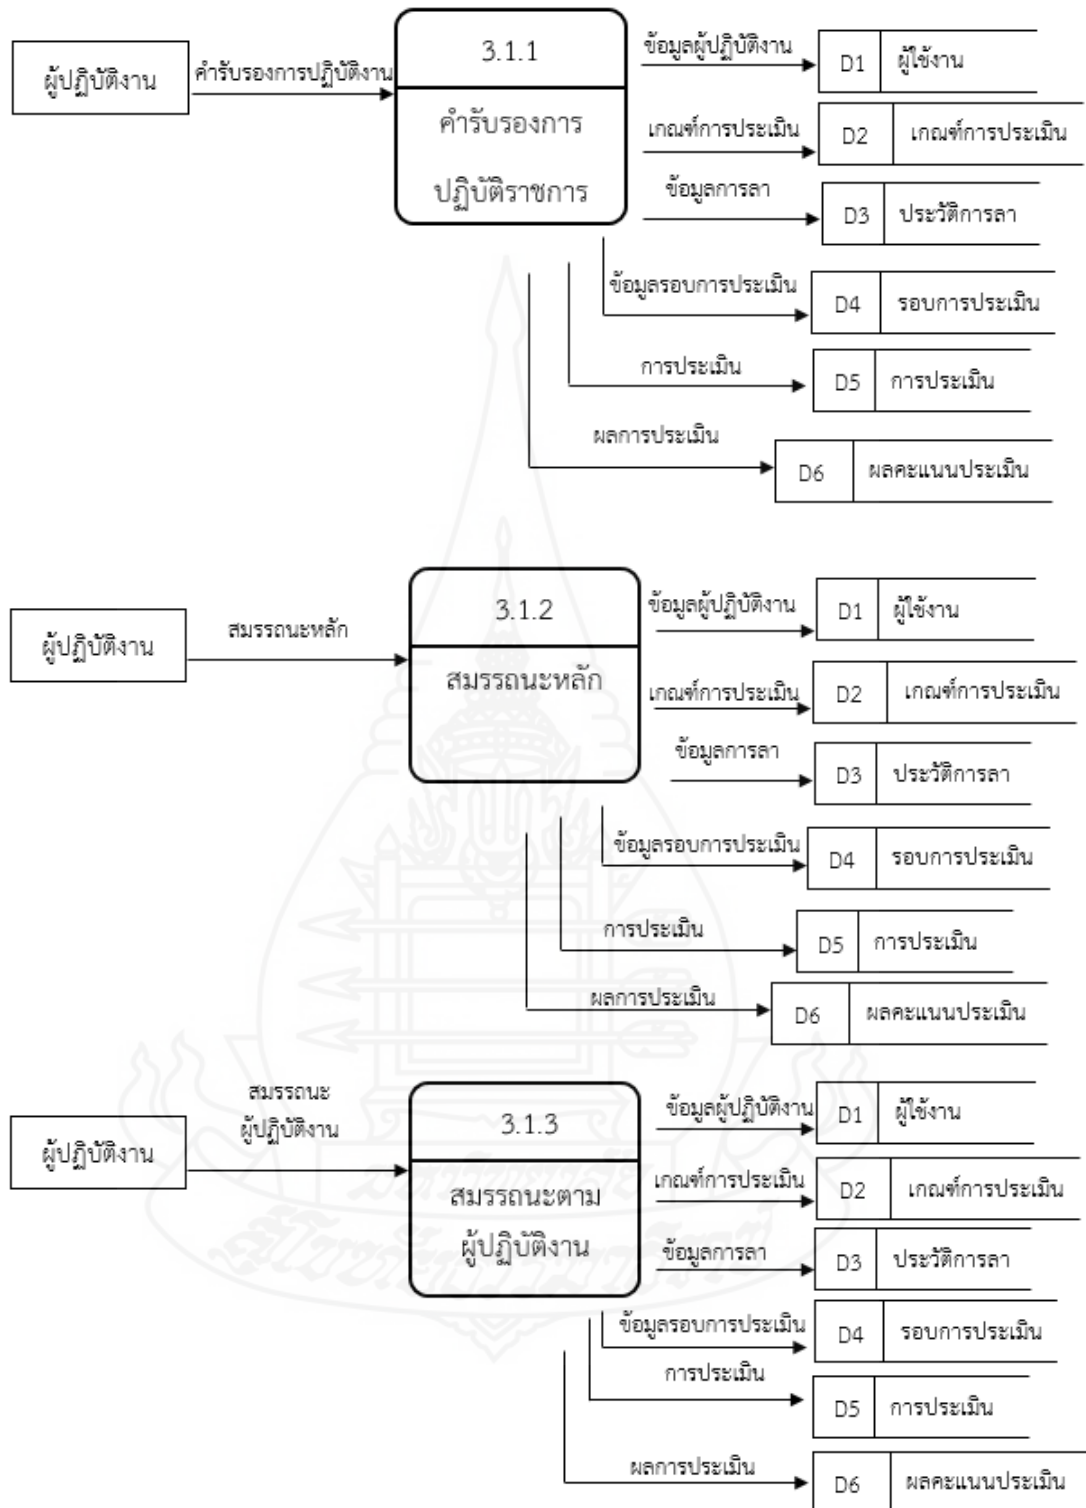 3.1.1
ข้อมูลผู้ปฏิบัติงาน
D1
ผู้ใช้งาน
ผู้ปฏิบัติงาน
คำรับรองการปฏิบัติงาน
คำรับรองการ
ปฏิบัติราชการ
เกณฑ์การประเมิน
D2
เกณฑ์การประเมิน
ข้อมูลการลา
D3
ประวัติการลา
ข้อมูลรอบการประเมิน
D4
รอบการประเมิน
การประเมิน
D5
การประเมิน
ผลการประเมิน
D6
ผลคะแนนประเมิน
3.1.2
ข้อมูลผู้ปฏิบัติงาน
D1
ผู้ใช้งาน
ผู้ปฏิบัติงาน
สมรรถนะหลัก
สมรรถนะหลัก
เกณฑ์การประเมิน
D2
เกณฑ์การประเมิน
ข้อมูลการลา
D3
ประวัติการลา
ข้อมูลรอบการประเมิน
D4
รอบการประเมิน
การประเมิน
D5
การประเมิน
ผลการประเมิน
D6
ผลคะแนนประเมิน
สมรรถนะ
ผู้ปฏิบัติงาน
3.1.3
ข้อมูลผู้ปฏิบัติงาน
D1
ผู้ใช้งาน
ผู้ปฏิบัติงาน
สมรรถนะตาม
ผู้ปฏิบัติงาน
เกณฑ์การประเมิน
D2
เกณฑ์การประเมิน
ข้อมูลการลา
D3
ประวัติการลา
ข้อมูลรอบการประเมิน
D4
รอบการประเมิน
การประเมิน
D5
การประเมิน
ผลการประเมิน
D6
ผลคะแนนประเมิน